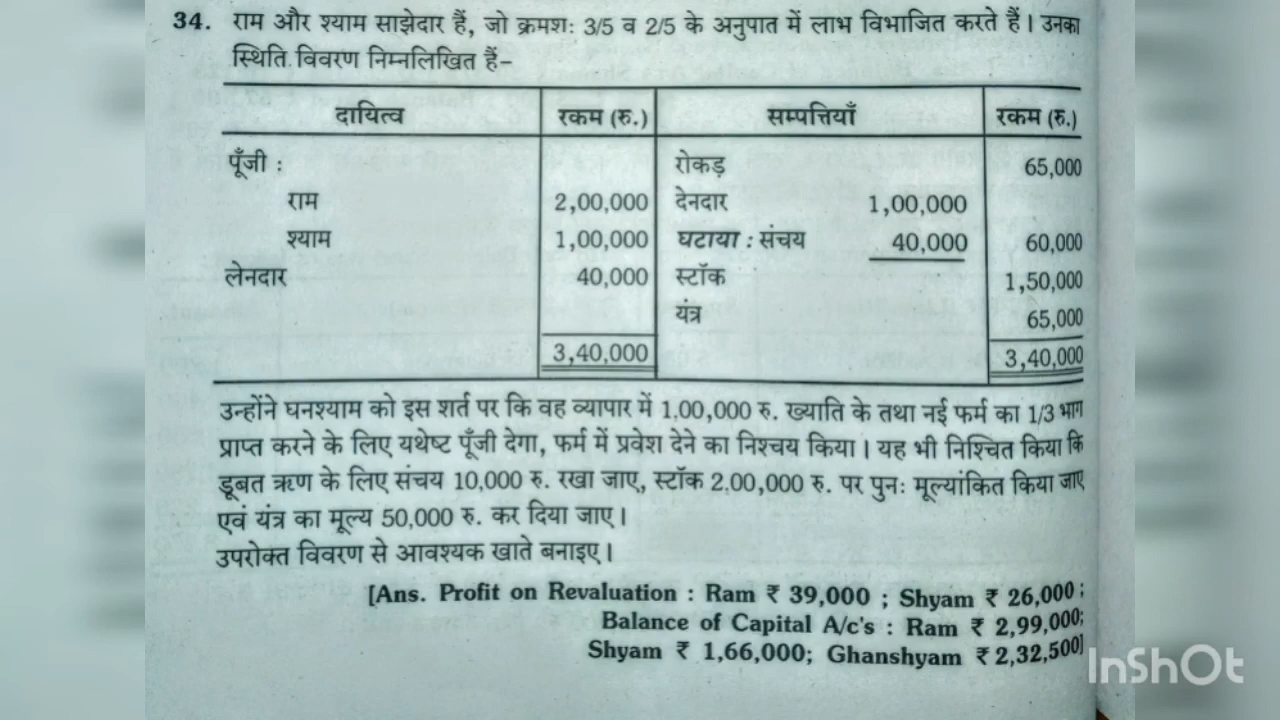 34. राम और श्याम साझेदार हैं, जो क्रमशः 3/5 व 2/5 के अनुपात में लाभ विभाजित करते हैं। उनका
स्थिति विवरण निम्नलिखित हैं–
दायित्व रकम (रु.) सम्पत्तियाँ रकम (रु.)
पूँजी : रोकड़ 65,000
राम 2,00,000 देनदार 1,00,000
श्याम 1,00,000 घटाया : संचय 40,000 60,000
लेनदार 40,000 स्टॉक 1,50,000
यंत्र 65,000
3,40,000 3,40,000
उन्होंने घनश्याम को इस शर्त पर कि वह व्यापार में 1.00,000 रु. ख्याति के तथा नई फर्म का 1/3 भाग
प्राप्त करने के लिए यथेष्ट पूँजी देगा, फर्म में प्रवेश देने का निश्चय किया। यह भी निश्चित किया कि
डूबत ऋण के लिए संचय 10,000 रु. रखा जाए, स्टॉक 2.00,000 रु. पर पुनः मूल्यांकित किया जाए
एवं यंत्र का मूल्य 50,000 रु. कर दिया जाए।
उपरोक्त विवरण से आवश्यक खाते बनाइए।
[Ans. Profit on Revaluation : Ram ₹ 39,000 ; Shyam ₹ 26,000 ;
Balance of Capital A/c's : Ram ₹ 2,99,000;
Shyam ₹ 1,66,000; Ghanshyam ₹ 2,32,500]
InShOt